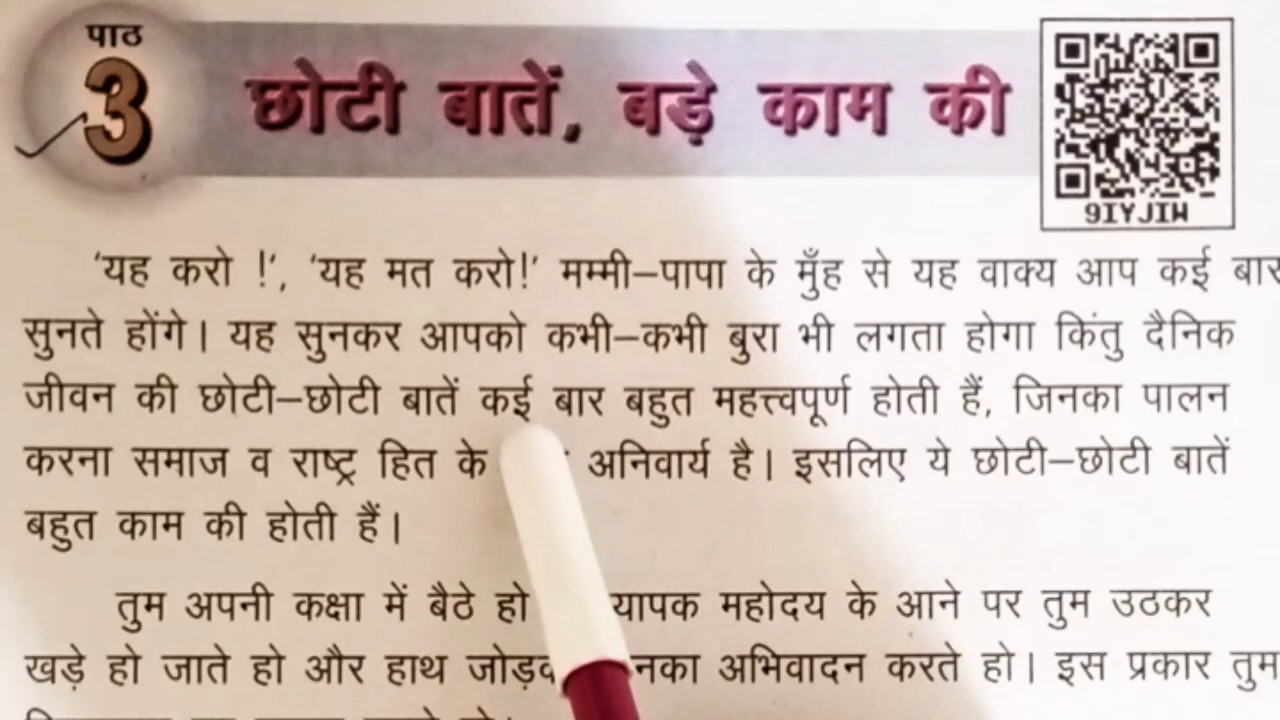 पाठ
3
छोटी बातें, बड़े काम की
9IYJIW
'यह करो !', 'यह मत करो!' मम्मी–पापा के मुँह से यह वाक्य आप कई बार
सुनते होंगे। यह सुनकर आपको कभी–कभी बुरा भी लगता होगा किंतु दैनिक
जीवन की छोटी–छोटी बातें कई बार बहुत महत्त्वपूर्ण होती हैं, जिनका पालन
करना समाज व राष्ट्र हित के अनिवार्य है। इसलिए ये छोटी–छोटी बातें
बहुत काम की होती हैं।
तुम अपनी कक्षा में बैठे हो यापक महोदय के आने पर तुम उठकर
खड़े हो जाते हो और हाथ नका अभिवादन करते हो। इस प्रकार तुम